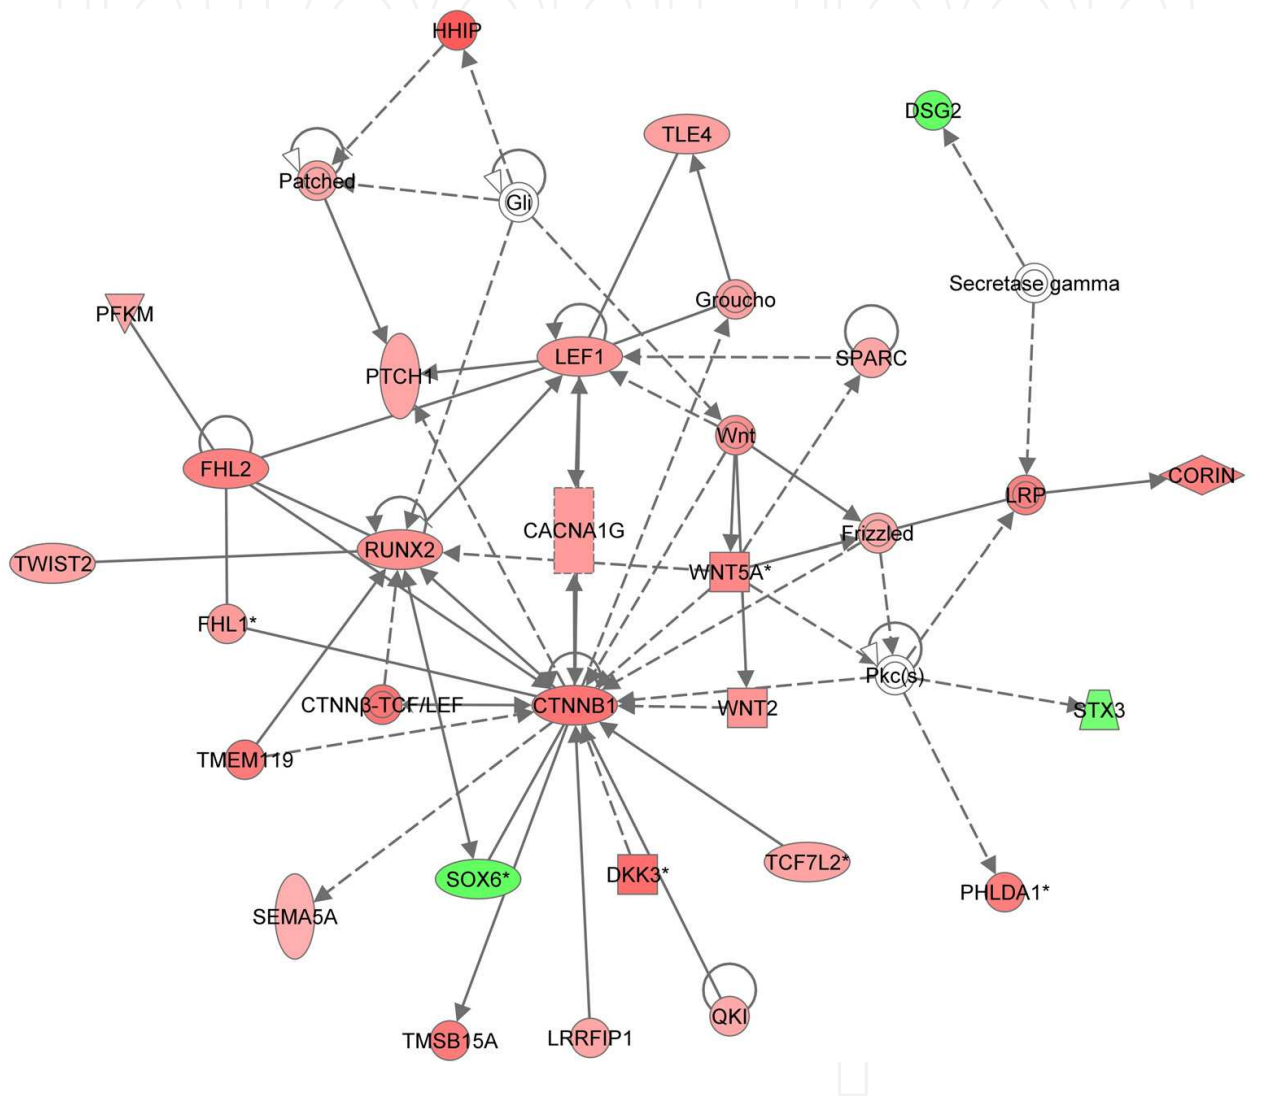 HHIP
DSG2
TLE4
Patched
Gli
Secretase gamma
Groucho
PFKM
LEF1
SPARC
PTCH1
Wnt
FHL2
CORIN
LRP
CACNA1G
Frizzled
RUNX2
TWIST2
WNT5A*
FHL1*
Pkc(s)
CTNNβ-TCF/LEF
CTNNB1
WNT2
STX3
TMEM119
TCF7L2*
DKK3*
SOX6*
PHLDA1*
SEMA5A
QKI
LRRFIP1
TMSB15A